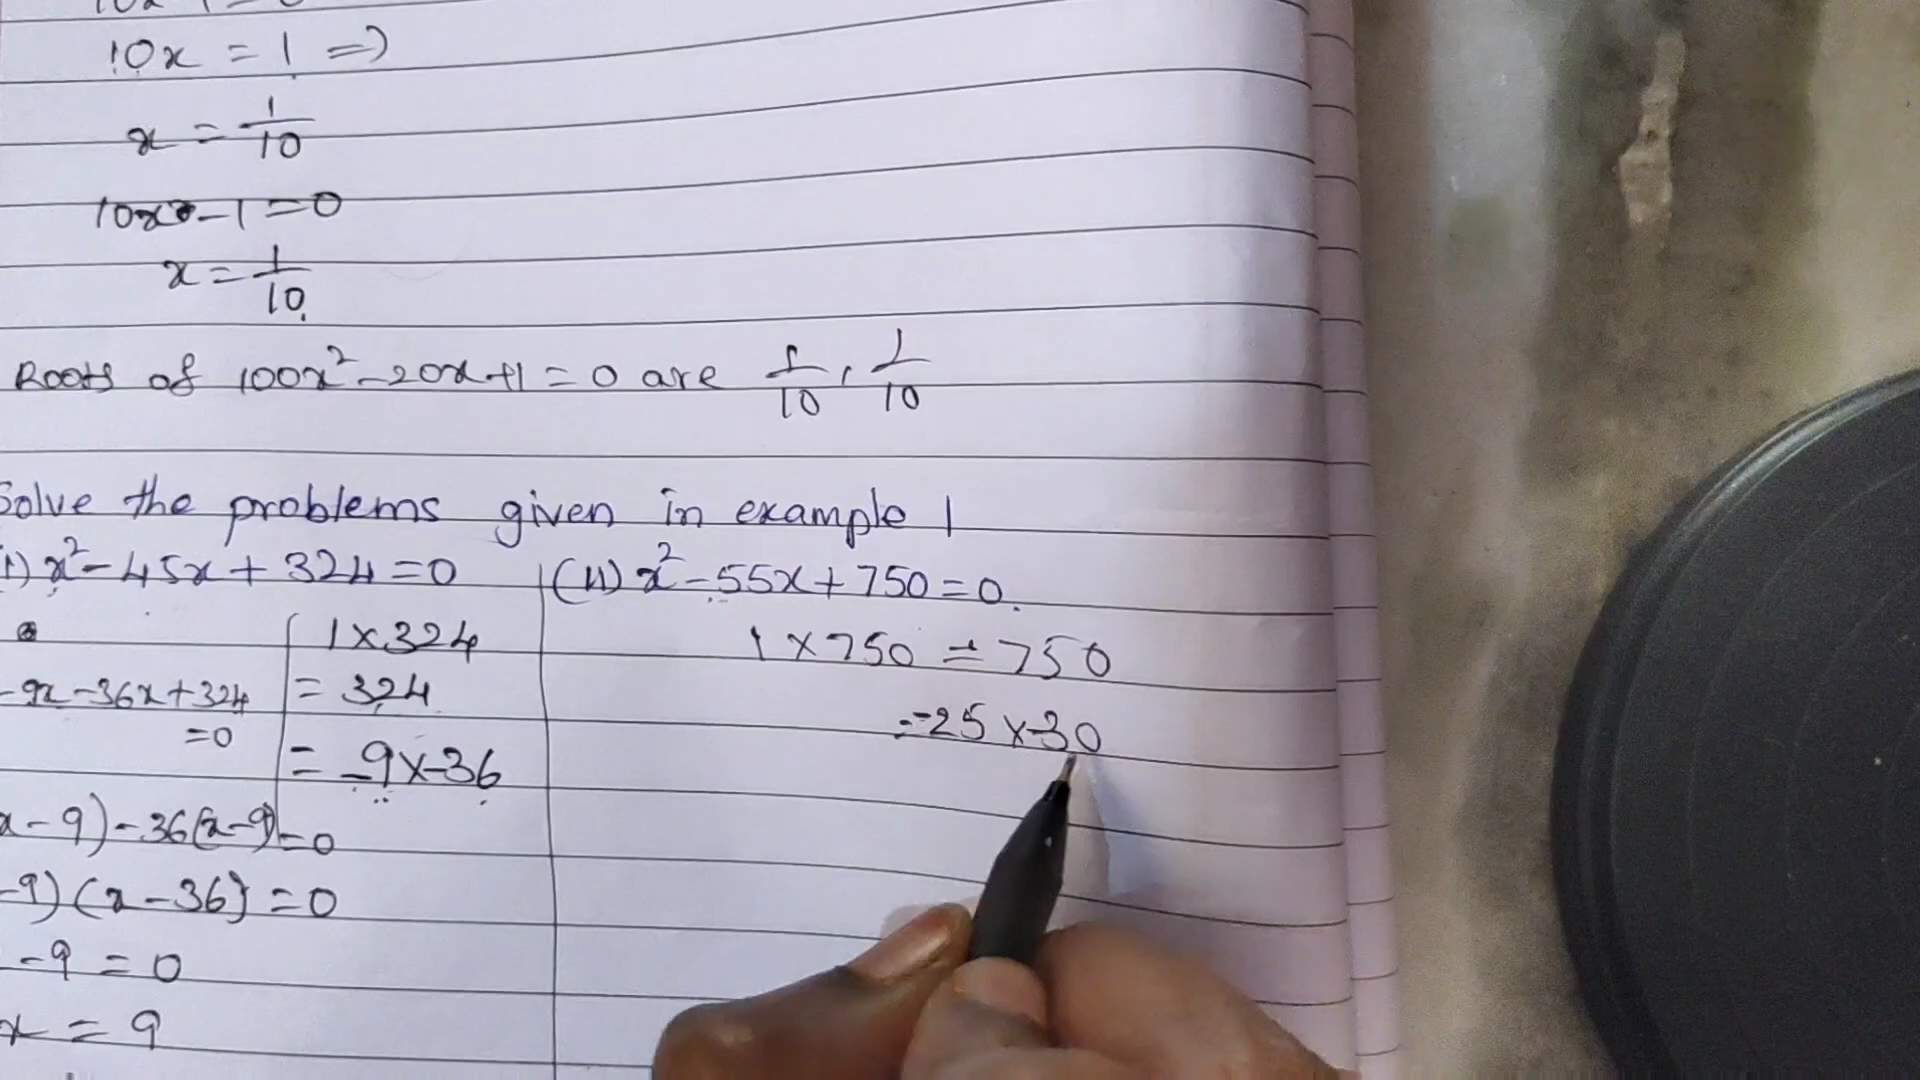 10x = 1 =>
x = 1/10
10x - 1 = 0
x = 1/10
Roots of 100x² - 20x + 1 = 0 are 1/10, 1/10
Solve the problems given in example 1
x² - 45x + 324 = 0
1 × 324
= 324
-9x - 36x + 324
= 0
= -9 × -36
x - 9) - 36(x - 9) = 0
-9)(x - 36) = 0
-9 = 0
x = 9
(ii) x² - 55x + 750 = 0.
1 × 750 = 750
= -25 × -30